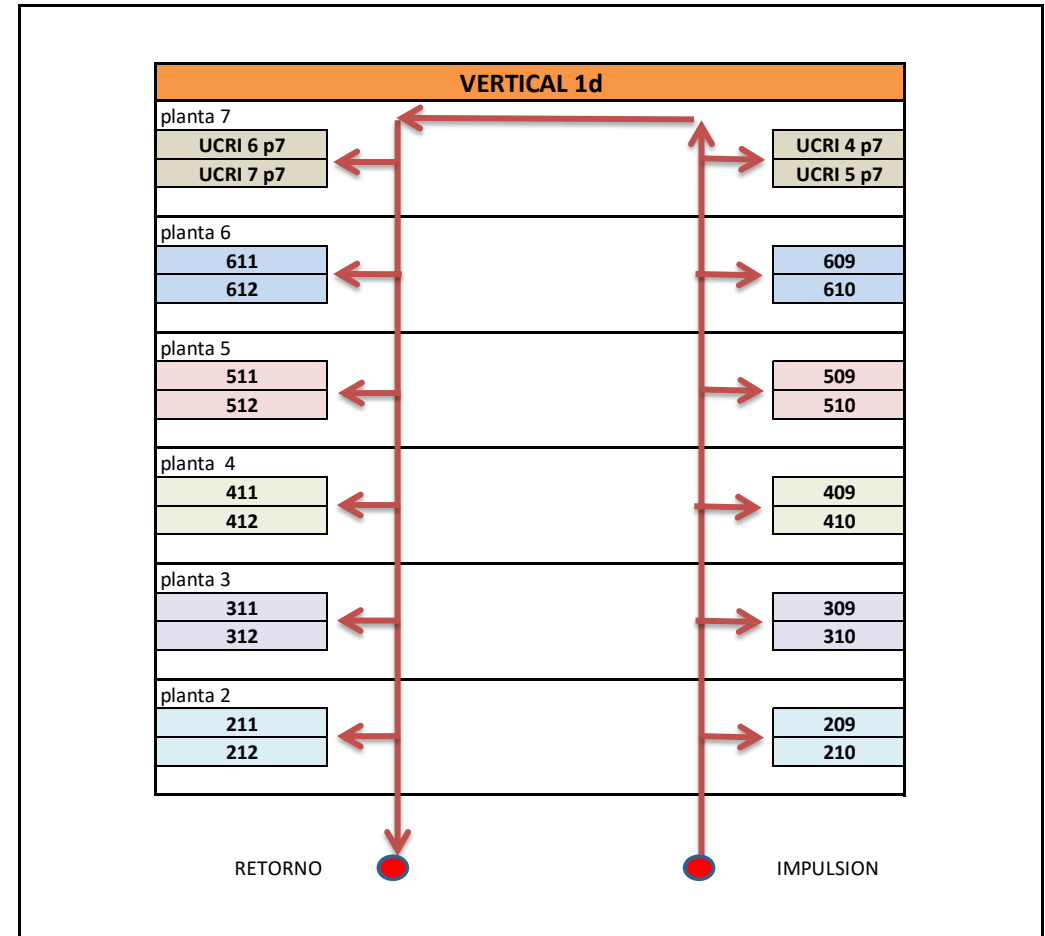 VERTICAL 1d
planta 7
UCRI 6 p7 UCRI 4 p7
UCRI 7 p7 UCRI 5 p7
planta 6
611 609
612 610
planta 5
511 509
512 510
planta 4
411 409
412 410
planta 3
311 309
312 310
planta 2
211 209
212 210
RETORNO IMPULSION